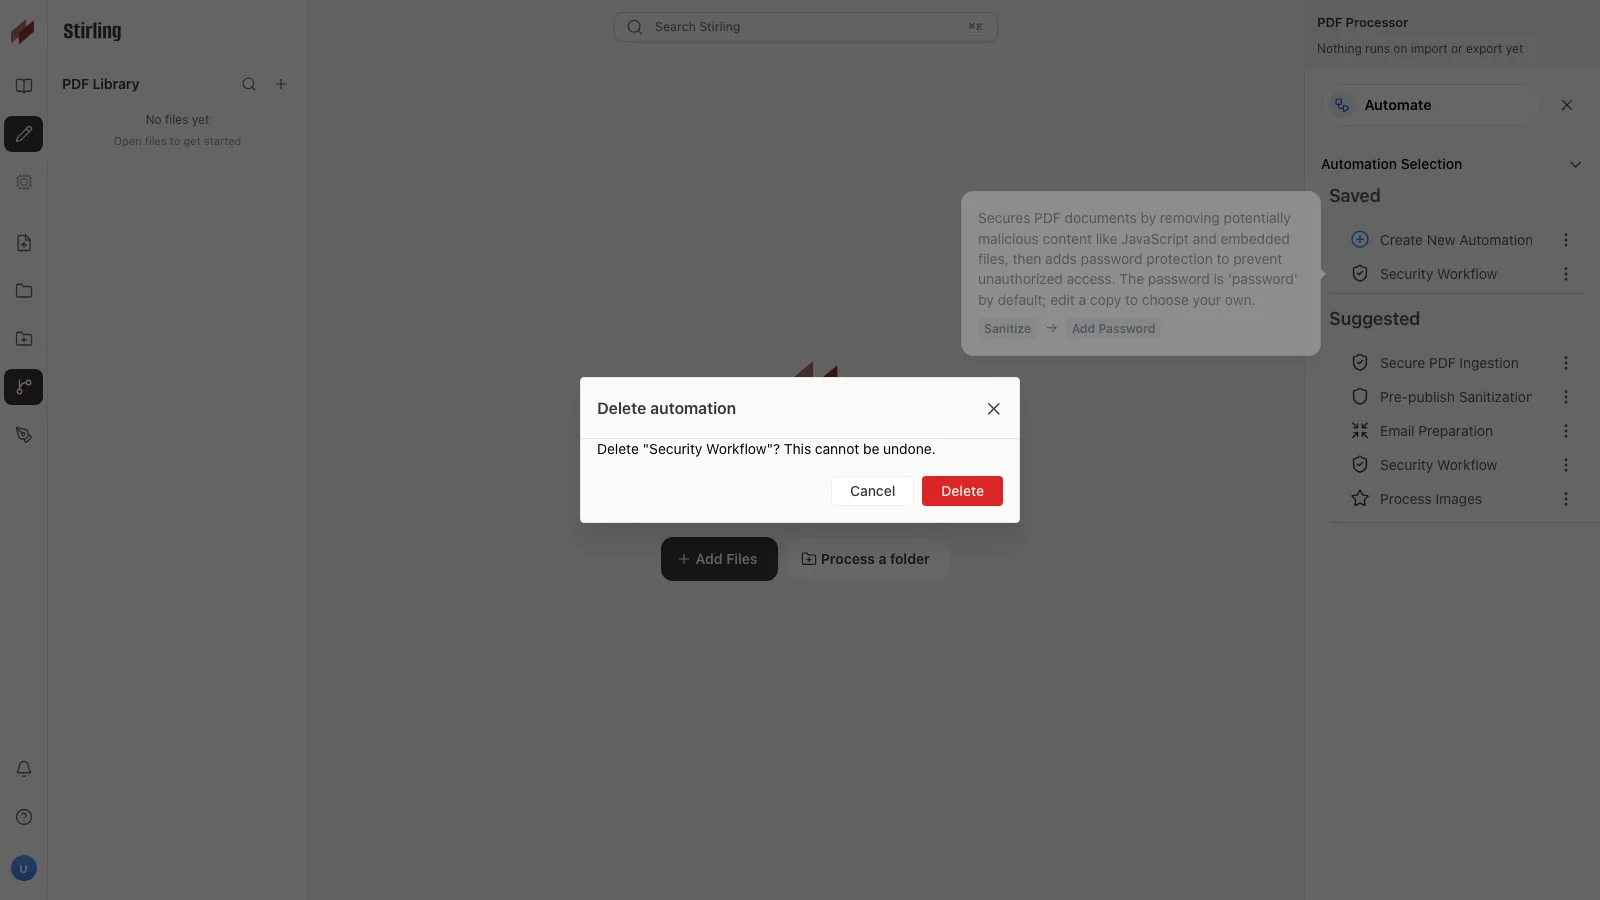 Stirling
Search Stirling
⌘K
PDF Processor
Nothing runs on import or export yet
PDF Library
No files yet
Open files to get started
Automate
Automation Selection
Saved
Create New Automation
Security Workflow
Secures PDF documents by removing potentially
malicious content like JavaScript and embedded
files, then adds password protection to prevent
unauthorized access. The password is 'password'
by default; edit a copy to choose your own.
Sanitize → Add Password
Suggested
Secure PDF Ingestion
Pre-publish Sanitization
Email Preparation
Security Workflow
Process Images
Delete automation
Delete "Security Workflow"? This cannot be undone.
Cancel
Delete
Add Files
Process a folder
U